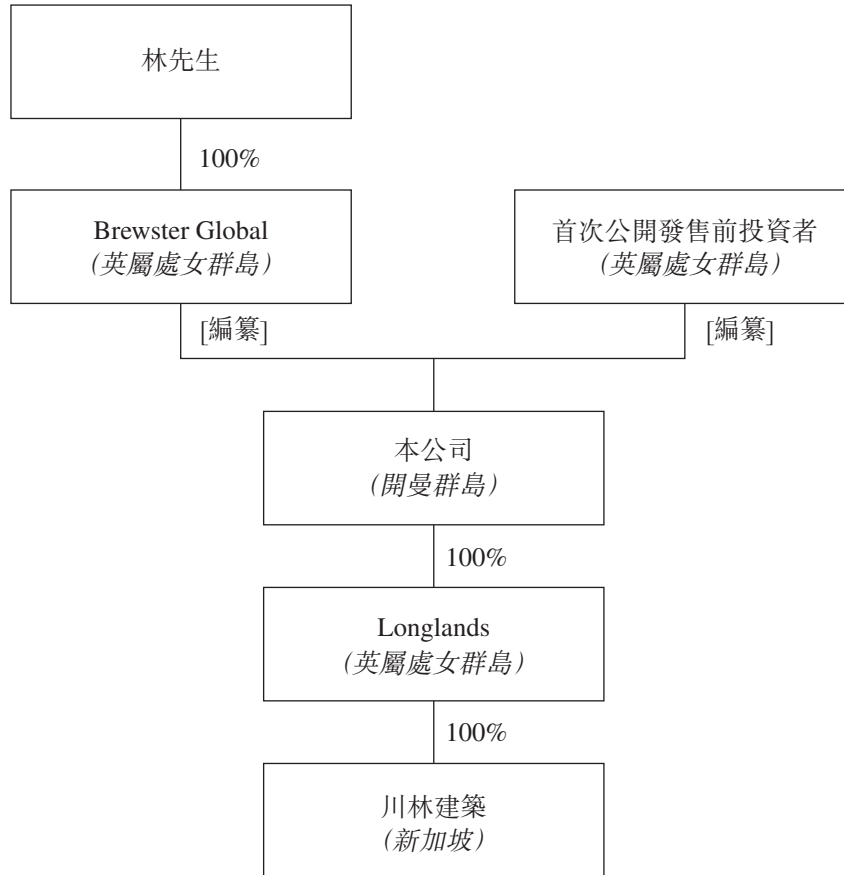 林先生
100%
Brewster Global
(英屬處女群島)
首次公開發售前投資者
(英屬處女群島)
[編纂]
[編纂]
本公司
(開曼群島)
100%
Longlands
(英屬處女群島)
100%
川林建築
(新加坡)